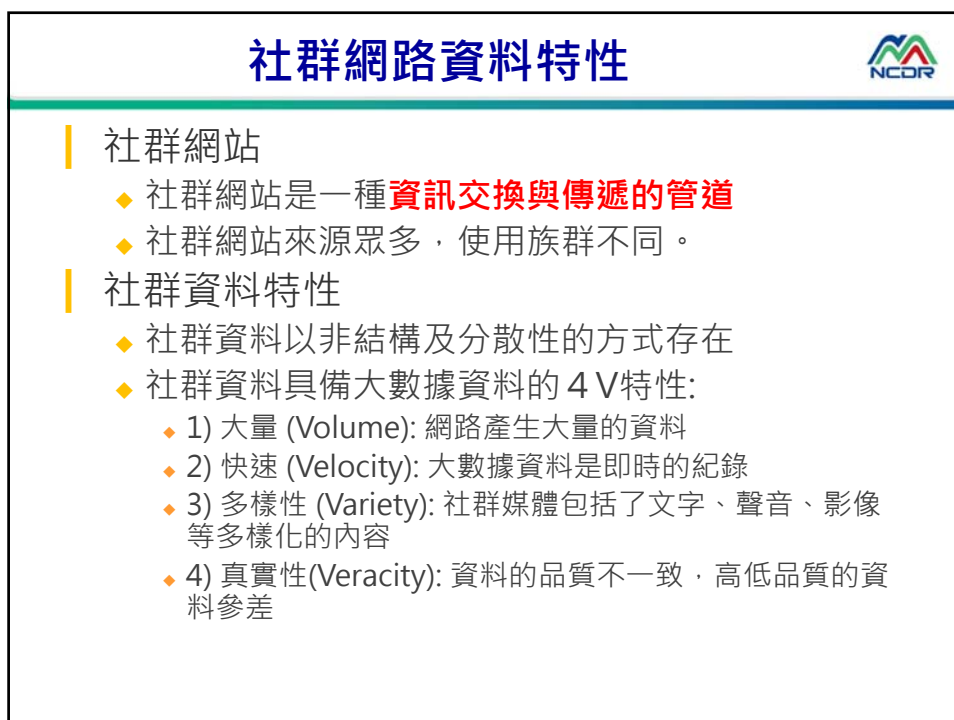 社群網路資料特性
NCDR
社群網站
社群網站是一種資訊交換與傳遞的管道
社群網站來源眾多，使用族群不同。
社群資料特性
社群資料以非結構及分散性的方式存在
社群資料具備大數據資料的４V特性:
1) 大量 (Volume): 網路產生大量的資料
2) 快速 (Velocity): 大數據資料是即時的紀錄
3) 多樣性 (Variety): 社群媒體包括了文字、聲音、影像
等多樣化的內容
4) 真實性(Veracity): 資料的品質不一致，高低品質的資
料參差